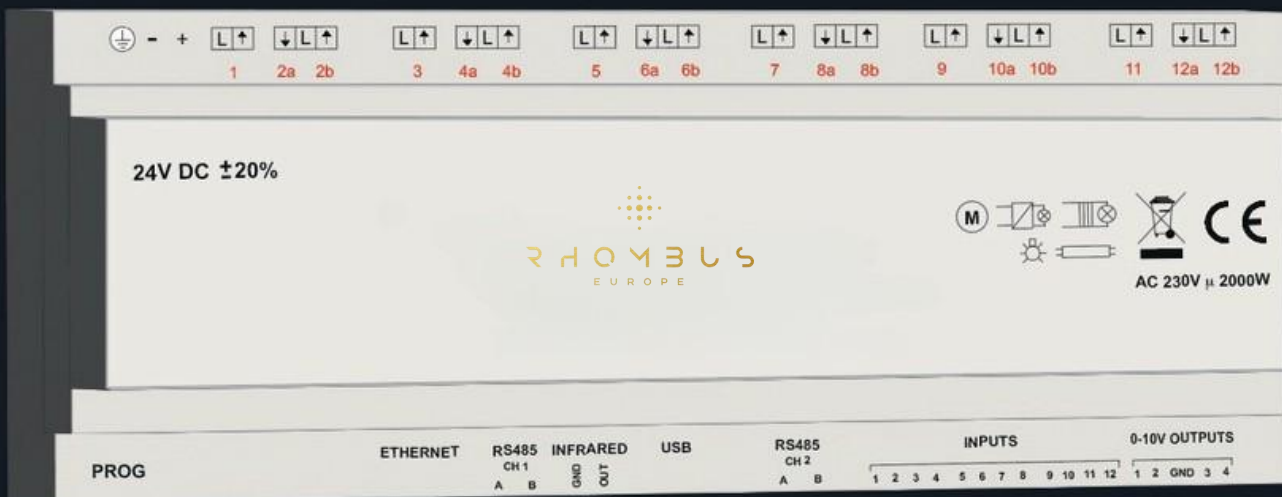 - + L L L
1 2a 2b
L L
3 4a 4b
L L
5 6a 6b
L L
7 8a 8b
L L
9 10a 10b
L L
11 12a 12b
24V DC ±20%
RHOMBUS
EUROPE
M
CE
AC 230V µ 2000W
PROG
ETHERNET
RS485
CH 1
A B
INFRARED
GND OUT
USB
RS485
CH 2
A B
INPUTS
1 2 3 4 5 6 7 8 9 10 11 12
0-10V OUTPUTS
1 2 GND 3 4